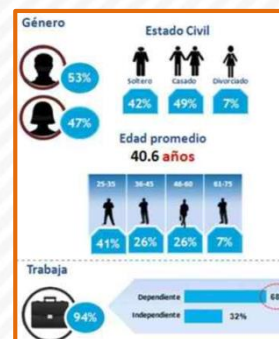 Género
Estado Civil
53%
Soltero Casado Divorciado
47%
42% 49% 7%
Edad promedio
40.6 años
25-35 36-45 46-60 61-75
41% 26% 26% 7%
Trabaja
94%
Dependiente
Independiente 32%